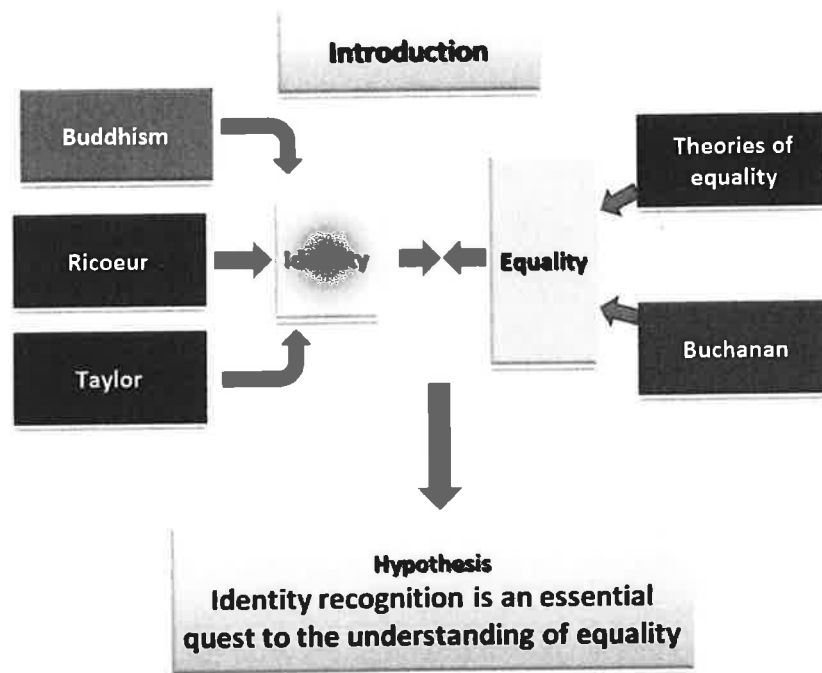 Introduction
Buddhism
Ricoeur
Taylor
Identity
Equality
Theories of
equality
Buchanan
Hypothesis
Identity recognition is an essential
quest to the understanding of equality